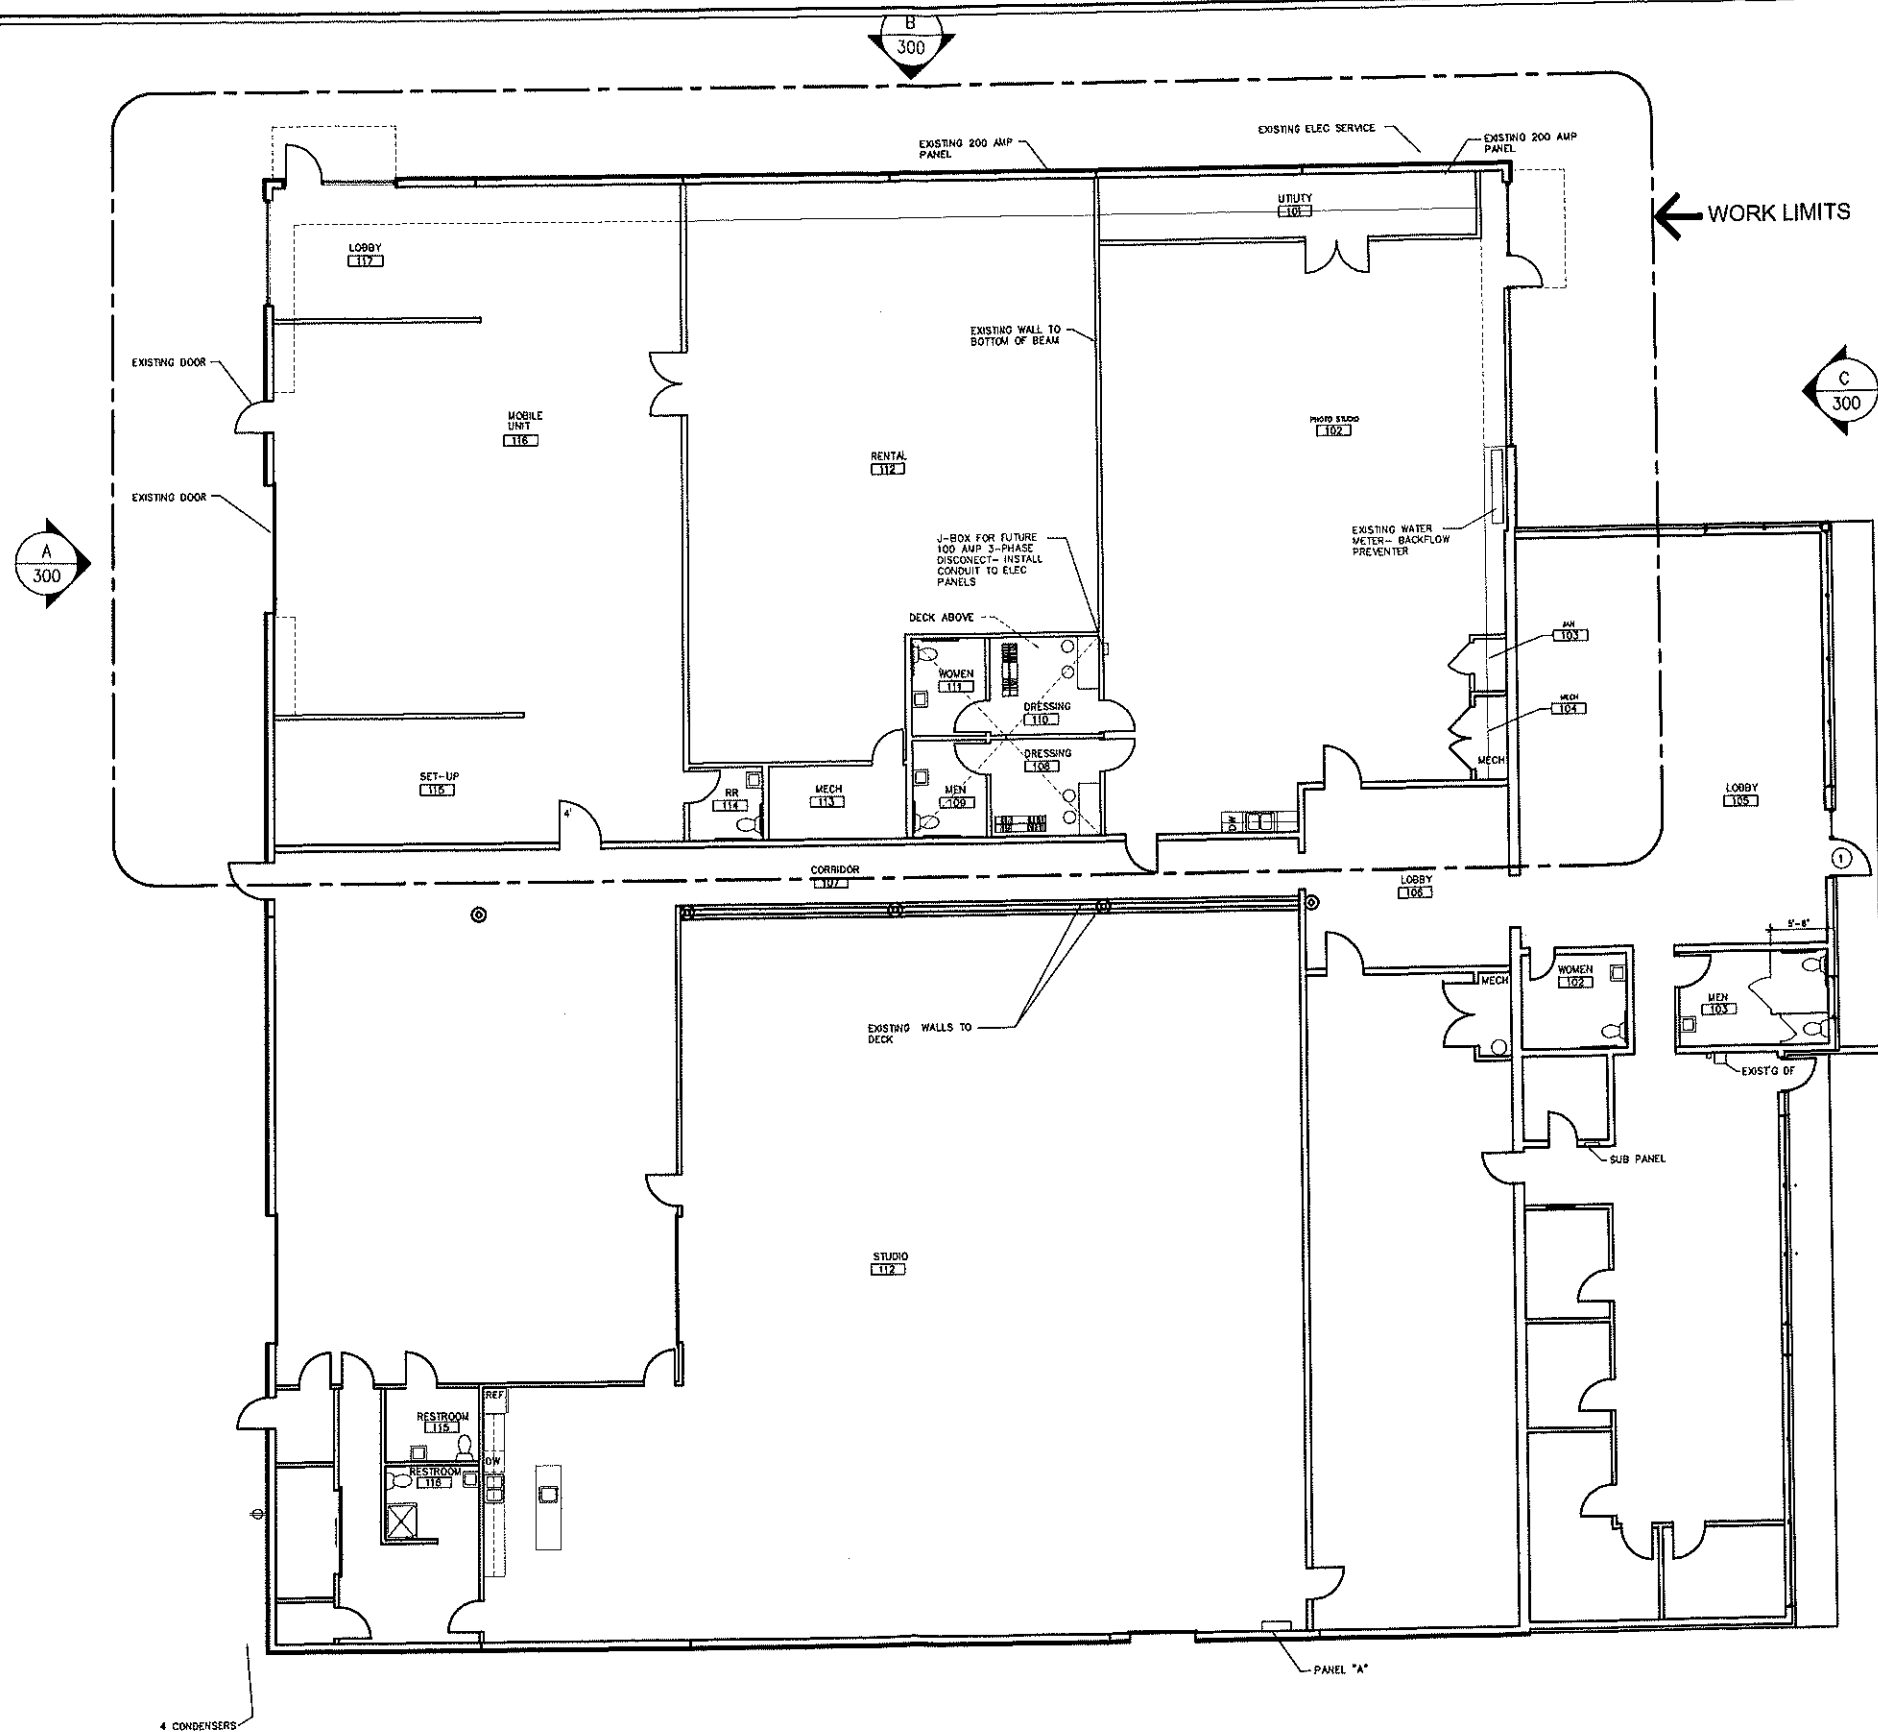 B
300
EXISTING 200 AMP
PANEL
EXISTING ELEC SERVICE
EXISTING 200 AMP
PANEL
UTILITY
101
WORK LIMITS
LOBBY
117
EXISTING WALL TO
BOTTOM OF BEAM
EXISTING DOOR
C
300
MOBILE
UNIT
116
PHOTO STUDIO
102
RENTAL
112
EXISTING DOOR
EXISTING WATER
METER- BACKFLOW
PREVENTER
A
300
J-BOX FOR FUTURE
100 AMP 3-PHASE
DISCONECT- INSTALL
CONDUIT TO ELEC
PANELS
DECK ABOVE
JAN
103
WOMEN
111
DRESSING
110
MECH
104
DRESSING
108
MECH
SET-UP
115
RR
114
MECH
113
MEN
109
LOBBY
105
4'
DW
1
CORRIDOR
107
LOBBY
106
5'-8"
WOMEN
102
MECH
MEN
103
EXISTING WALLS TO
DECK
EXIST'G DF
SUB PANEL
STUDIO
112
REF
RESTROOM
115
DW
RESTROOM
116
PANEL "A"
4 CONDENSERS